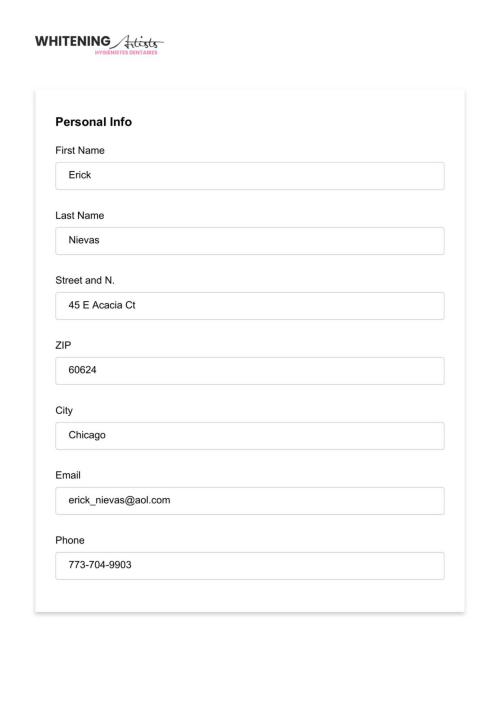 WHITENING Artists
HYGIÉNISTES DENTAIRES
Personal Info
First Name
Erick
Last Name
Nievas
Street and N.
45 E Acacia Ct
ZIP
60624
City
Chicago
Email
erick_nievas@aol.com
Phone
773-704-9903